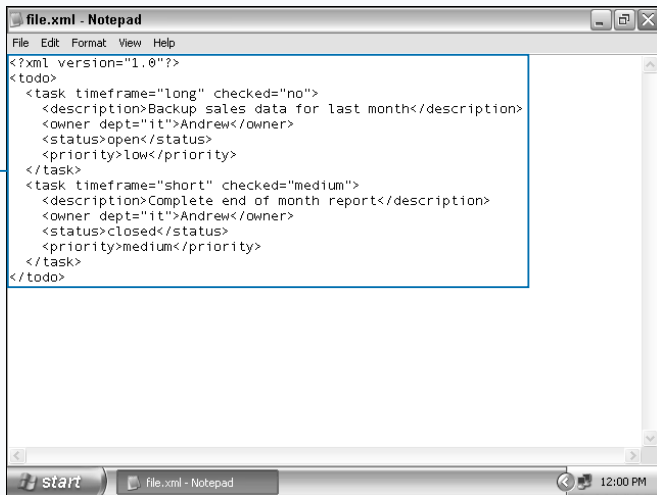 file.xml - Notepad
File Edit Format View Help
<?xml version="1.0"?>
<todo>
  <task timeframe="long" checked="no">
    <description>Backup sales data for last month</description>
    <owner dept="it">Andrew</owner>
    <status>open</status>
    <priority>low</priority>
  </task>
  <task timeframe="short" checked="medium">
    <description>Complete end of month report</description>
    <owner dept="it">Andrew</owner>
    <status>closed</status>
    <priority>medium</priority>
  </task>
</todo>
start file.xml - Notepad 12:00 PM